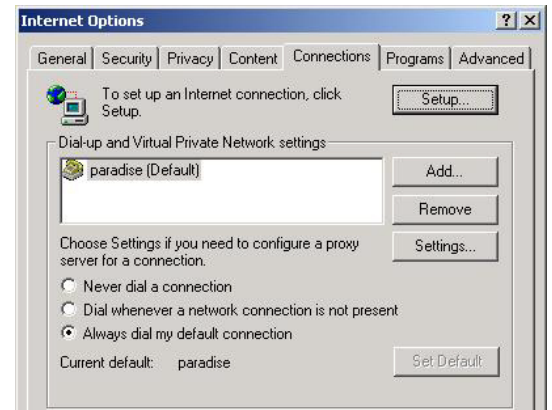 Internet Options
General Security Privacy Content Connections Programs Advanced
To set up an Internet connection, click
Setup.
Setup...
Dial-up and Virtual Private Network settings
paradise (Default)
Add...
Remove
Choose Settings if you need to configure a proxy
server for a connection.
Settings...
Never dial a connection
Dial whenever a network connection is not present
Always dial my default connection
Current default: paradise
Set Default